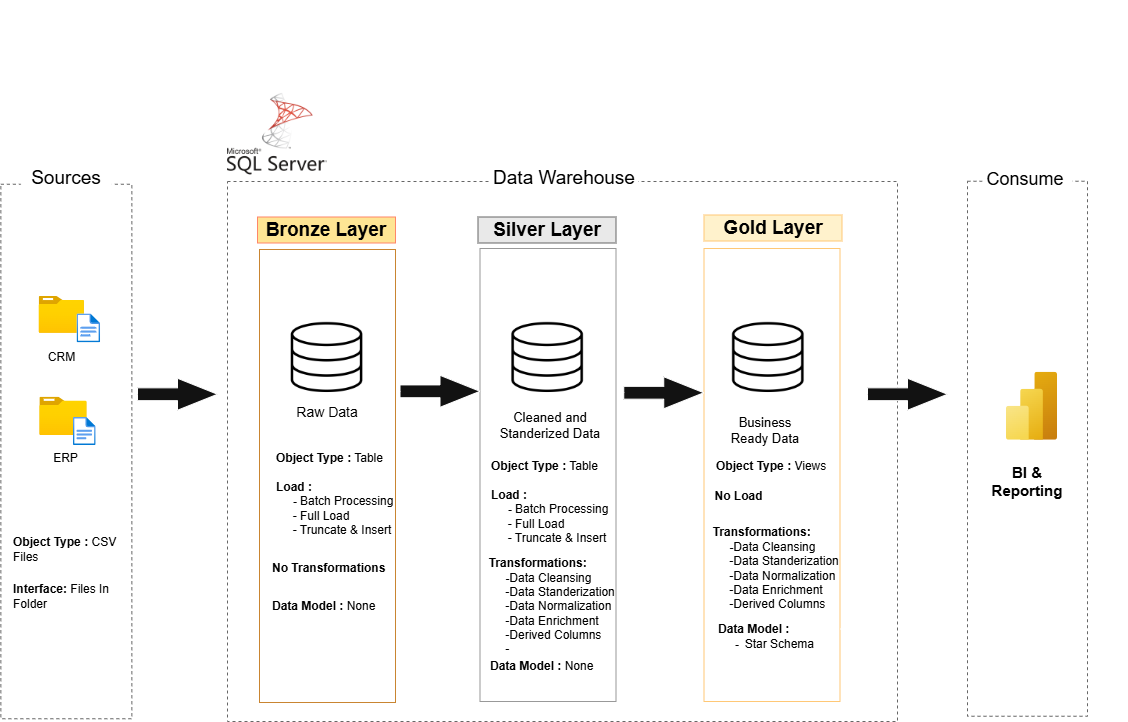 Microsoft®
SQL Server
Sources
Data Warehouse
Consume
Bronze Layer
Silver Layer
Gold Layer
CRM
ERP
Object Type : CSV
Files
Interface: Files In
Folder
Raw Data
Object Type : Table
Load :
- Batch Processing
- Full Load
- Truncate & Insert
No Transformations
Data Model : None
Cleaned and
Standerized Data
Object Type : Table
Load :
- Batch Processing
- Full Load
- Truncate & Insert
Transformations:
-Data Cleansing
-Data Standerization
-Data Normalization
-Data Enrichment
-Derived Columns
-
Data Model : None
Business
Ready Data
Object Type : Views
No Load
Transformations:
-Data Cleansing
-Data Standerization
-Data Normalization
-Data Enrichment
-Derived Columns
Data Model :
- Star Schema
BI &
Reporting